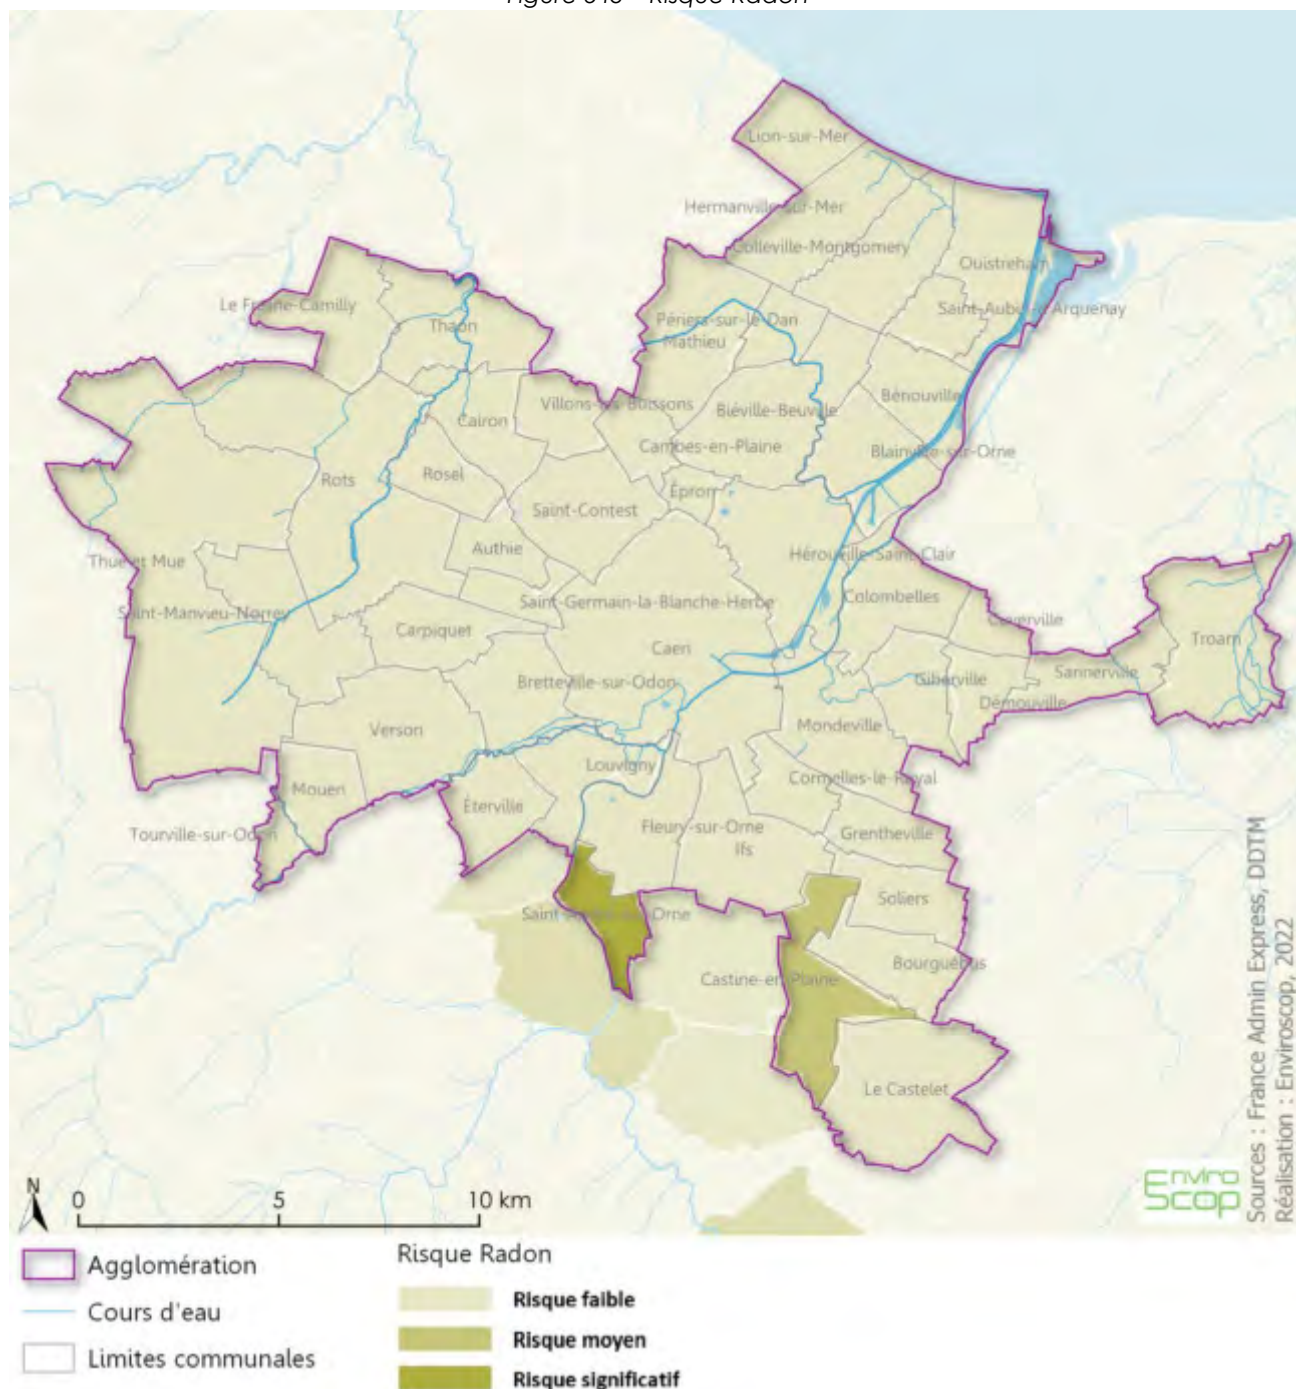 Risque Radon
Lion-sur-Mer
Hermanville-sur-Mer
Colleville-Montgomery
Ouistreham
Saint-Aubin-d'Arquenay
Le Fresne-Camilly
Thaon
Périers-sur-le-Dan
Mathieu
Bénouville
Villons-les-Buissons
Biéville-Beuville
Cairon
Cambes-en-Plaine
Blainville-sur-Orne
Rots
Rosel
Épron
Saint-Contest
Authie
Hérouville-Saint-Clair
Thue et Mue
Saint-Germain-la-Blanche-Herbe
Colombelles
Saint-Manvieu-Norrey
Carpiquet
Cuverville
Troarn
Caen
Sannerville
Bretteville-sur-Odon
Giberville
Démouville
Verson
Mondeville
Louvigny
Cormelles-le-Royal
Mouen
Éterville
Tourville-sur-Odon
Fleury-sur-Orne
Grentheville
Ifs
Soliers
Saint-André-sur-Orne
Bourguébus
Castine-en-Plaine
Le Castelet
Sources : France Admin Express, DDTM
Réalisation : Enviroscop, 2022
Enviro
Scop
N
0 5 10 km
Agglomération
Cours d'eau
Limites communales
Risque Radon
Risque faible
Risque moyen
Risque significatif